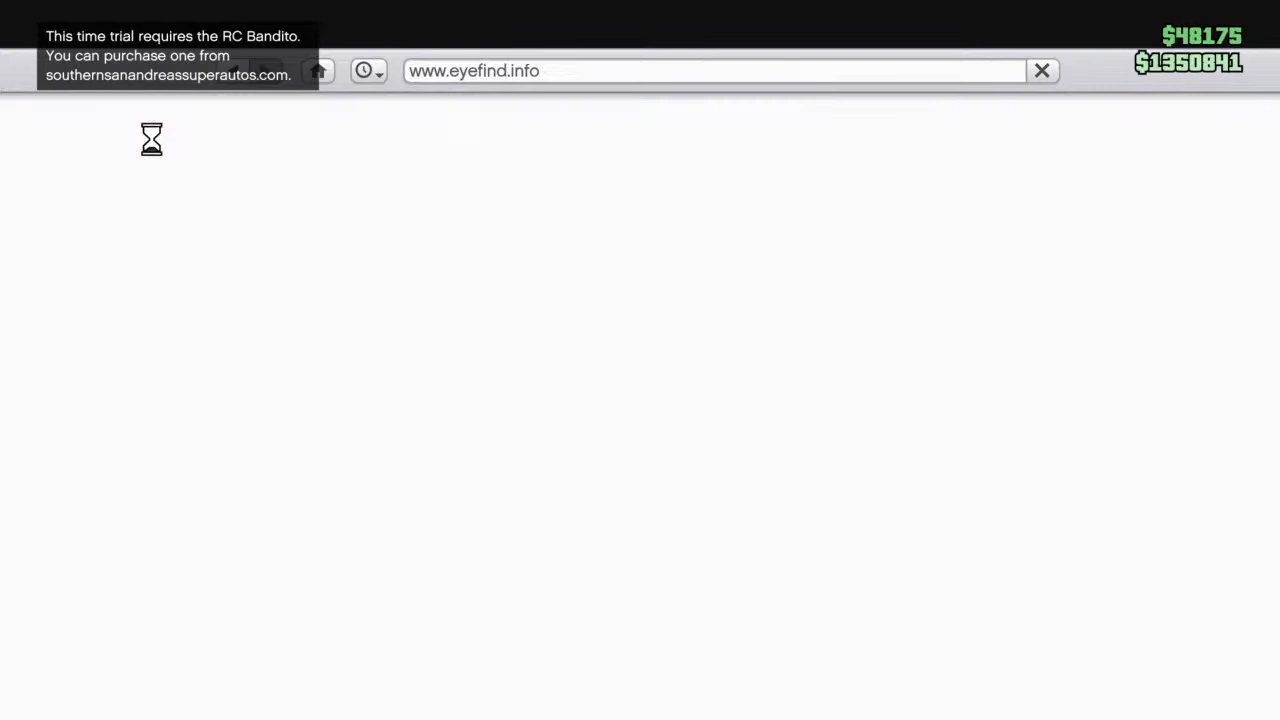 This time trial requires the RC Bandito.
You can purchase one from
southernsanandreassuperautos.com.
www.eyefind.info
$48175
$1350841